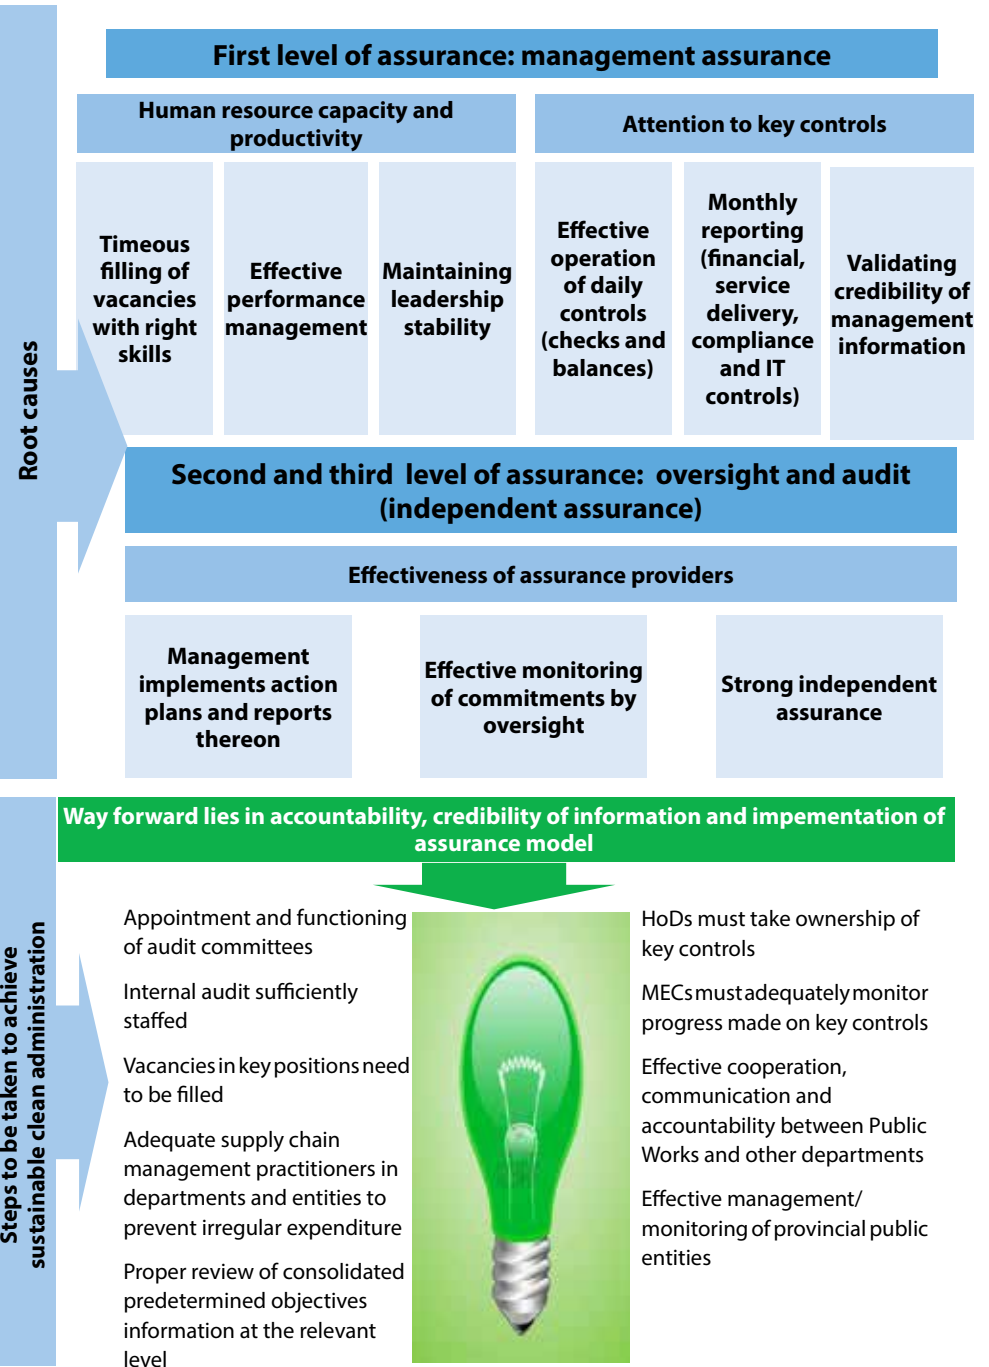 First level of assurance: management assurance
Human resource capacity and
productivity
Attention to key controls
Timeous
filling of
vacancies
with right
skills
Effective
performance
management
Maintaining
leadership
stability
Effective
operation
of daily
controls
(checks and
balances)
Monthly
reporting
(financial,
service
delivery,
compliance
and IT
controls)
Validating
credibility of
management
information
Root causes
Second and third level of assurance: oversight and audit
(independent assurance)
Effectiveness of assurance providers
Management
implements action
plans and reports
thereon
Effective monitoring
of commitments by
oversight
Strong independent
assurance
Way forward lies in accountability, credibility of information and impementation of
assurance model
Steps to be taken to achieve
sustainable clean administration
Appointment and functioning
of audit committees
Internal audit sufficiently
staffed
Vacancies in key positions need
to be filled
Adequate supply chain
management practitioners in
departments and entities to
prevent irregular expenditure
Proper review of consolidated
predetermined objectives
information at the relevant
level
HoDs must take ownership of
key controls
MECs must adequately monitor
progress made on key controls
Effective cooperation,
communication and
accountability between Public
Works and other departments
Effective management/
monitoring of provincial public
entities